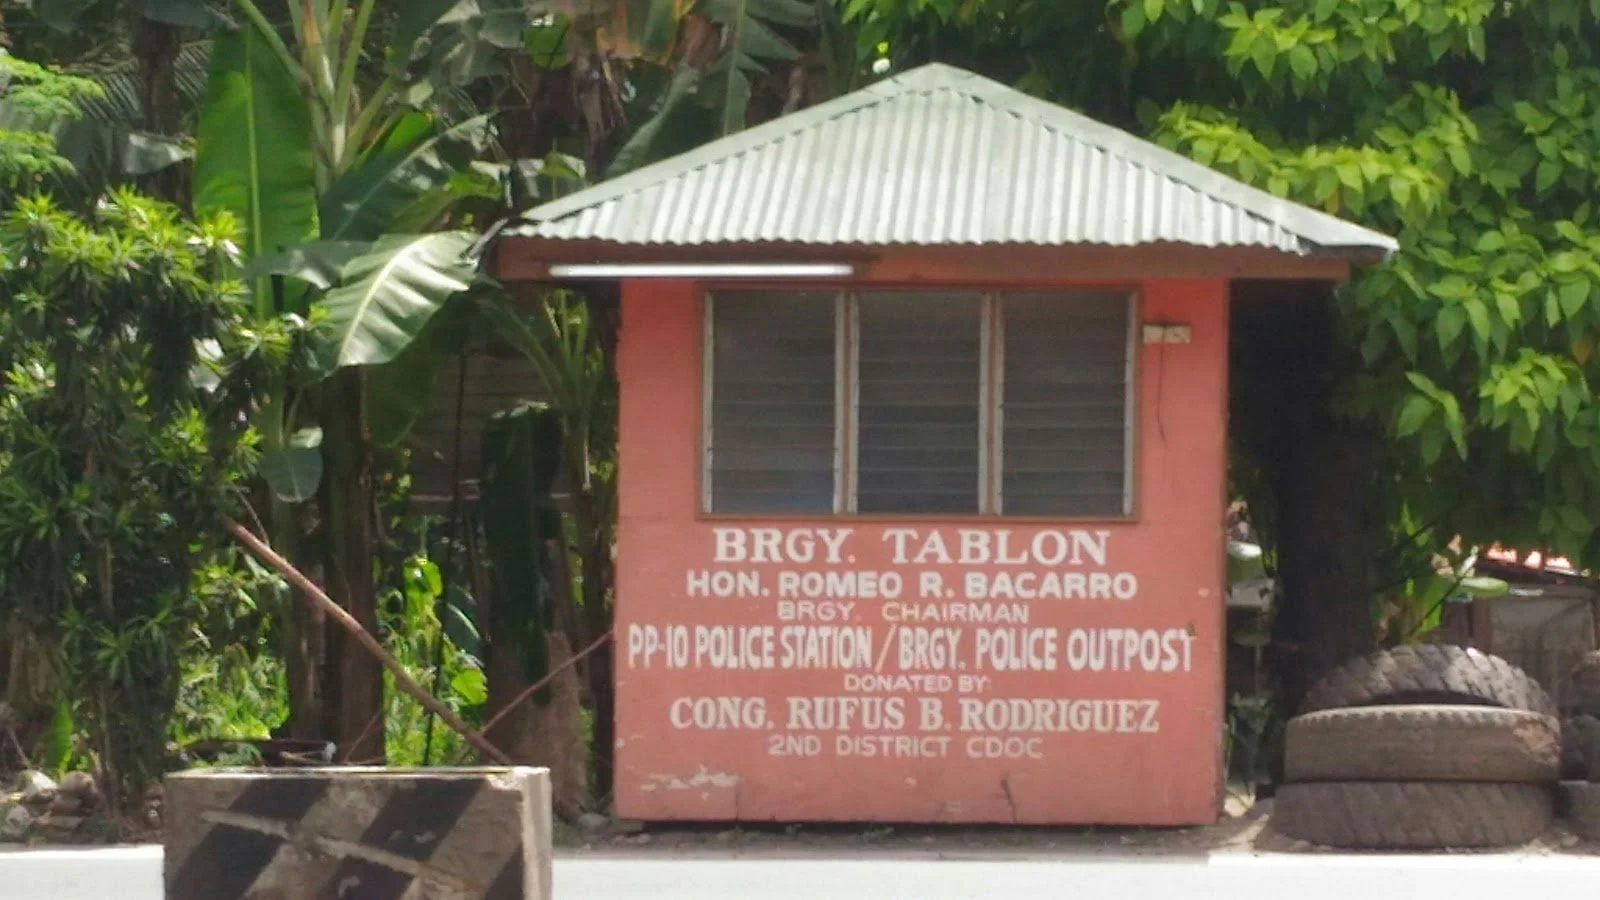 BRGY. TABLON
HON. ROMEO R. BACARRO
BRGY. CHAIRMAN
PP-10 POLICE STATION / BRGY. POLICE OUTPOST
DONATED BY:
CONG. RUFUS B. RODRIGUEZ
2ND DISTRICT CDOC